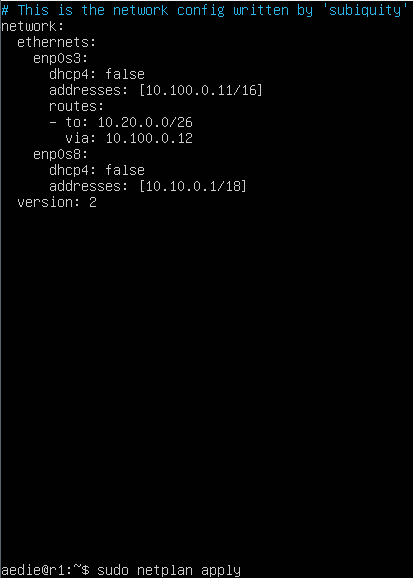 # This is the network config written by 'subiquity'
network:
  ethernets:
    enp0s3:
      dhcp4: false
      addresses: [10.100.0.11/16]
      routes:
      - to: 10.20.0.0/26
        via: 10.100.0.12
    enp0s8:
      dhcp4: false
      addresses: [10.10.0.1/18]
  version: 2
aedie@r1:~$ sudo netplan apply